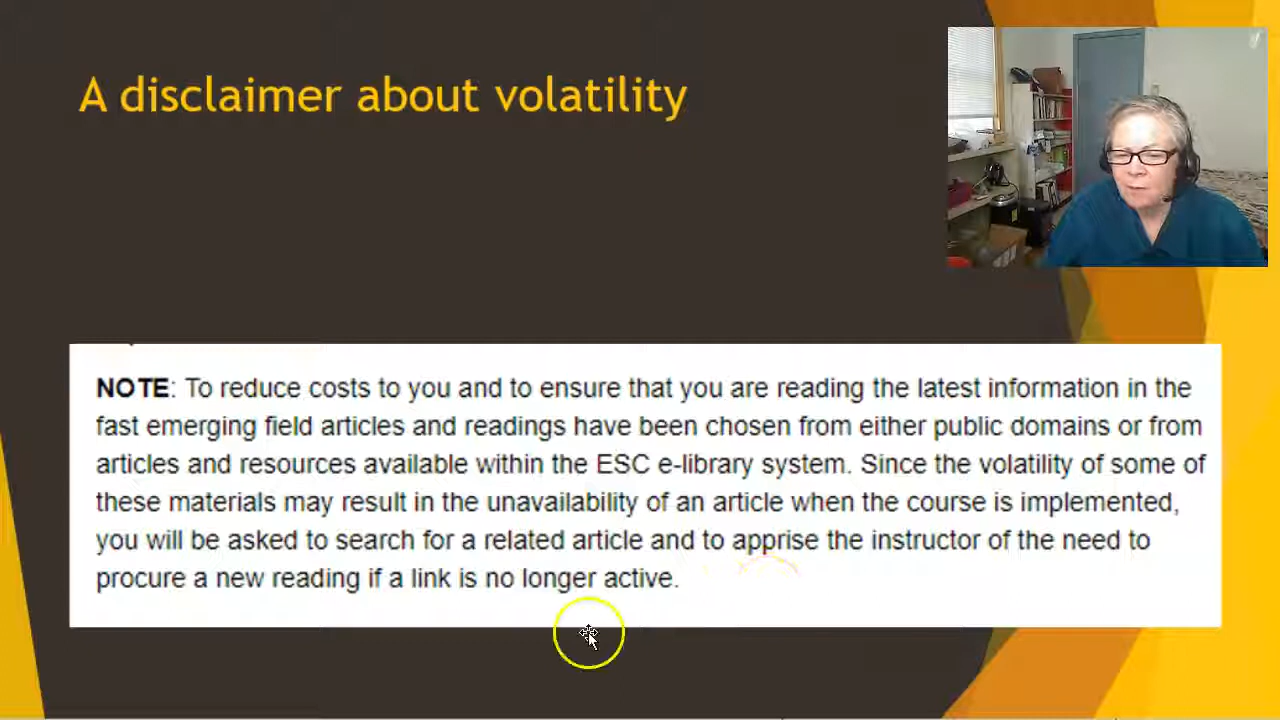 A disclaimer about volatility
NOTE: To reduce costs to you and to ensure that you are reading the latest information in the
fast emerging field articles and readings have been chosen from either public domains or from
articles and resources available within the ESC e-library system. Since the volatility of some of
these materials may result in the unavailability of an article when the course is implemented,
you will be asked to search for a related article and to apprise the instructor of the need to
procure a new reading if a link is no longer active.